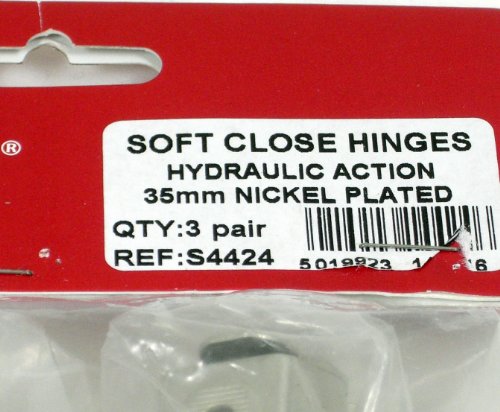 ®
SOFT CLOSE HINGES
HYDRAULIC ACTION
35mm NICKEL PLATED
QTY:3 pair
REF:S4424